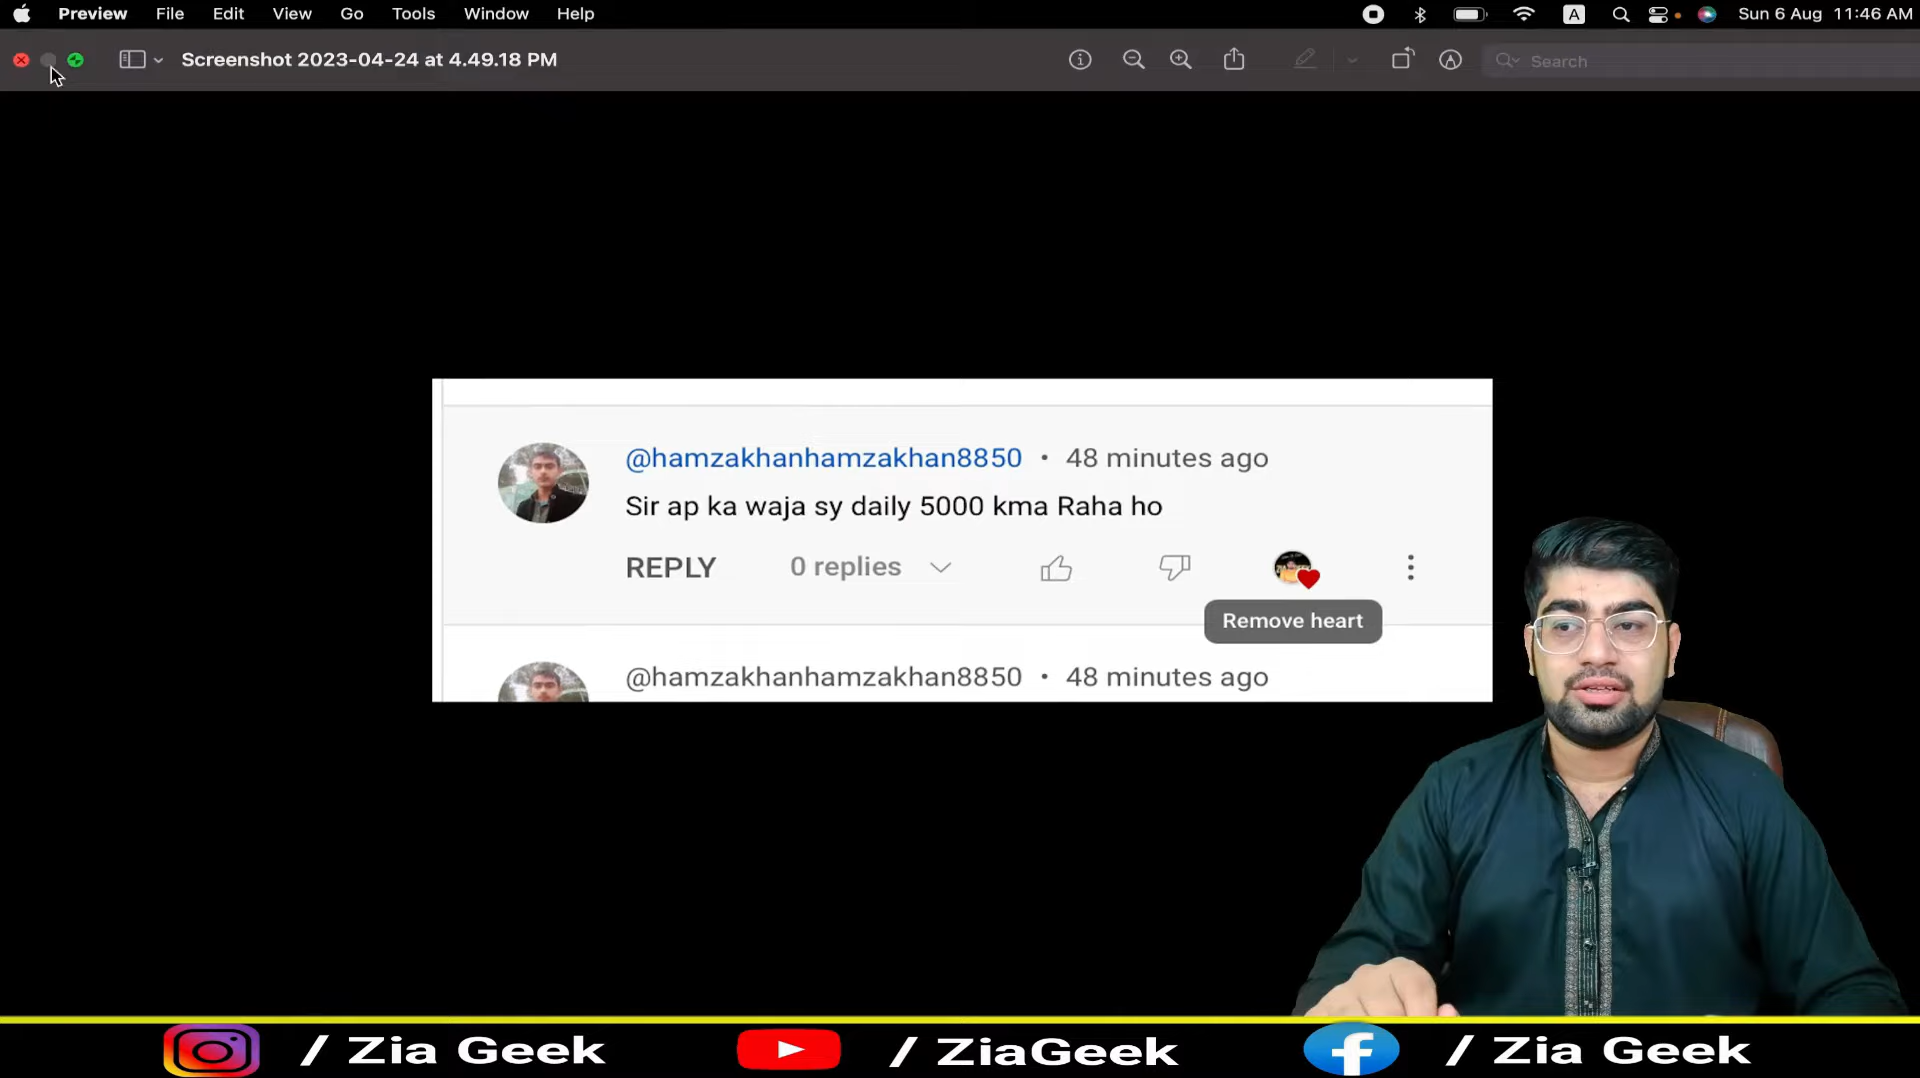 Preview File Edit View Go Tools Window Help A Sun 6 Aug 11:46 AM
Screenshot 2023-04-24 at 4.49.18 PM Search
@hamzakhanhamzakhan8850 • 48 minutes ago
Sir ap ka waja sy daily 5000 kma Raha ho
REPLY 0 replies
Remove heart
@hamzakhanhamzakhan8850 • 48 minutes ago
/ Zia Geek / ZiaGeek / Zia Geek